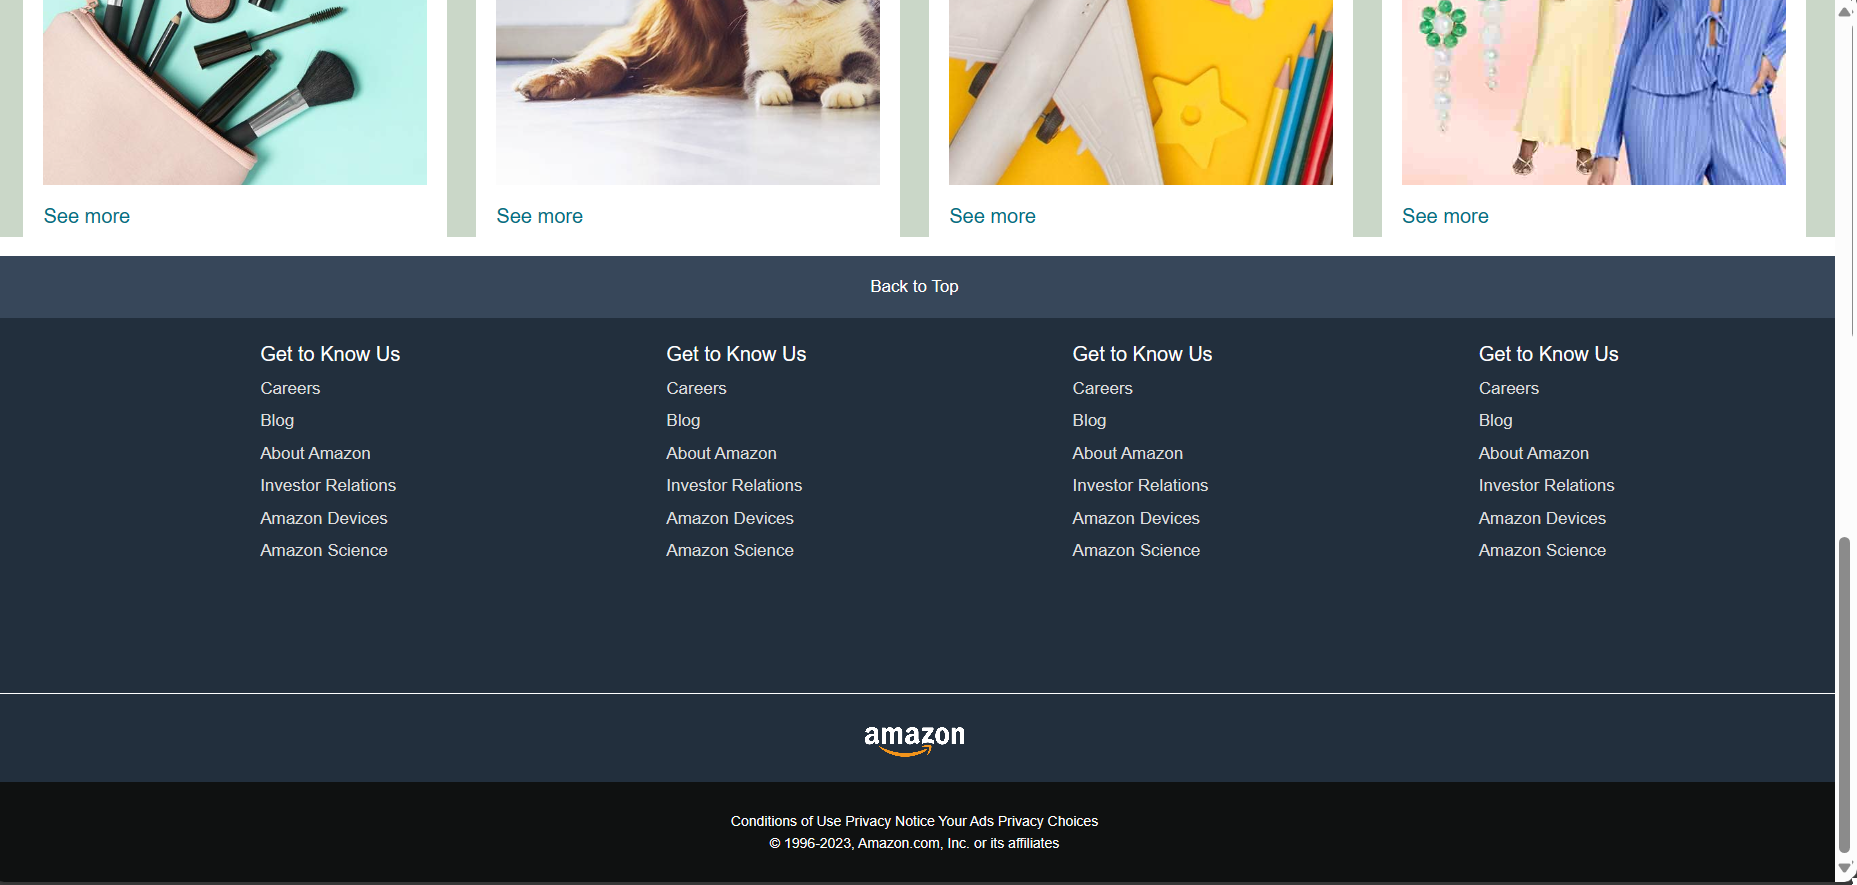 See more
See more
See more
See more
Back to Top
Get to Know Us
Careers
Blog
About Amazon
Investor Relations
Amazon Devices
Amazon Science
Get to Know Us
Careers
Blog
About Amazon
Investor Relations
Amazon Devices
Amazon Science
Get to Know Us
Careers
Blog
About Amazon
Investor Relations
Amazon Devices
Amazon Science
Get to Know Us
Careers
Blog
About Amazon
Investor Relations
Amazon Devices
Amazon Science
amazon
Conditions of Use Privacy Notice Your Ads Privacy Choices
© 1996-2023, Amazon.com, Inc. or its affiliates